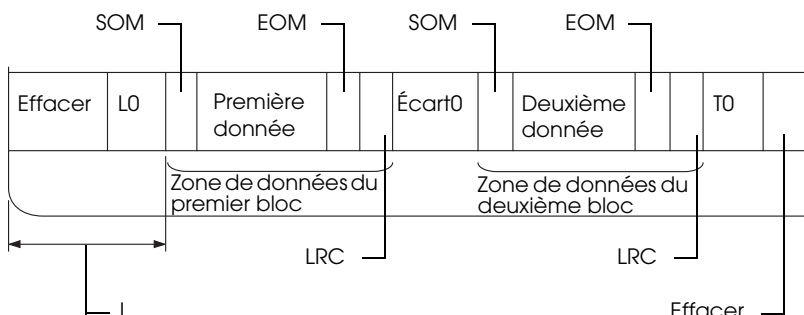 SOM EOM SOM EOM
Effacer L0 Première donnée Écart0 Deuxième donnée T0
Zone de données du premier bloc
Zone de données du deuxième bloc
LRC LRC
L Effacer